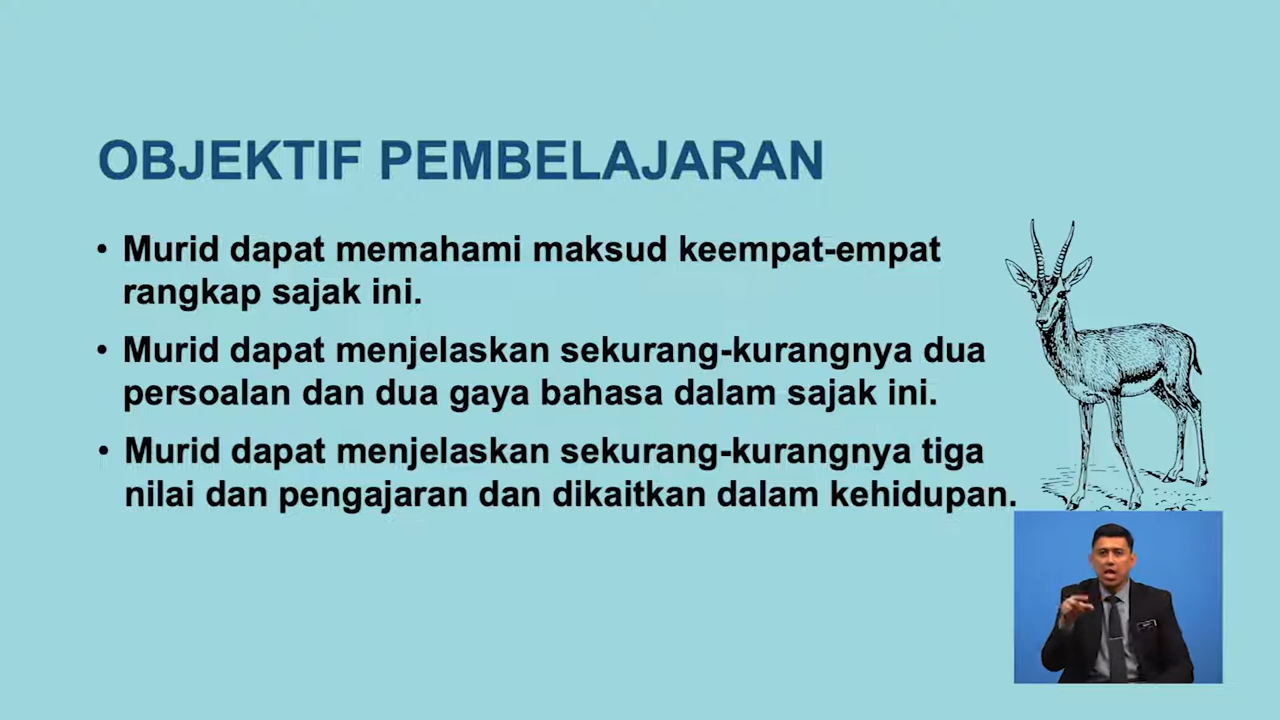 OBJEKTIF PEMBELAJARAN
• Murid dapat memahami maksud keempat-empat
rangkap sajak ini.
• Murid dapat menjelaskan sekurang-kurangnya dua
persoalan dan dua gaya bahasa dalam sajak ini.
• Murid dapat menjelaskan sekurang-kurangnya tiga
nilai dan pengajaran dan dikaitkan dalam kehidupan.